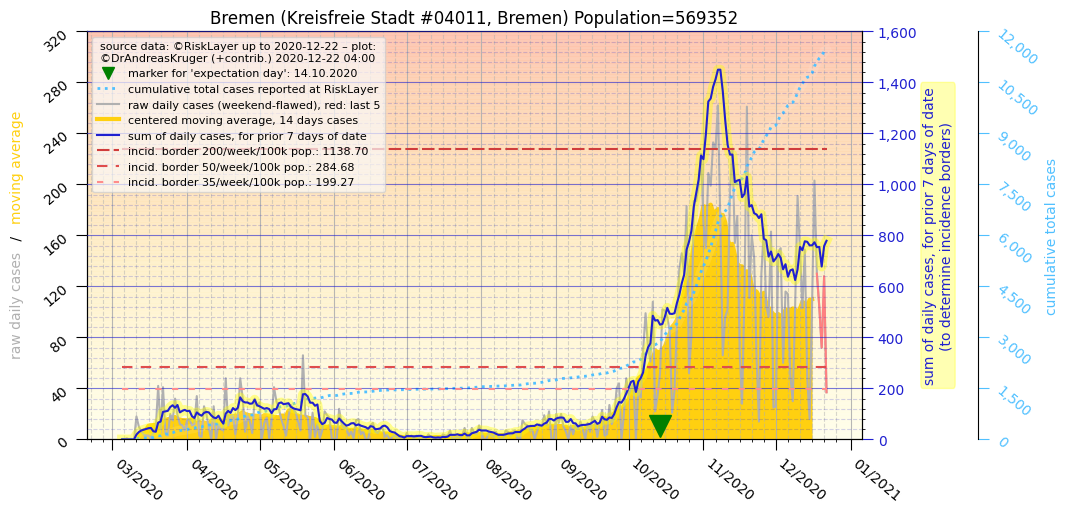 Bremen (Kreisfreie Stadt #04011, Bremen) Population=569352
source data: ©RiskLayer up to 2020-12-22 – plot:
©DrAndreasKruger (+contrib.) 2020-12-22 04:00
marker for 'expectation day': 14.10.2020
cumulative total cases reported at RiskLayer
raw daily cases (weekend-flawed), red: last 5
centered moving average, 14 days cases
sum of daily cases, for prior 7 days of date
incid. border 200/week/100k pop.: 1138.70
incid. border 50/week/100k pop.: 284.68
incid. border 35/week/100k pop.: 199.27
raw daily cases / moving average
320
280
240
200
160
120
80
40
0
03/2020
04/2020
05/2020
06/2020
07/2020
08/2020
09/2020
10/2020
11/2020
12/2020
01/2021
1,600
1,400
1,200
1,000
800
600
400
200
0
sum of daily cases, for prior 7 days of date
(to determine incidence borders)
12,000
10,500
9,000
7,500
6,000
4,500
3,000
1,500
0
cumulative total cases